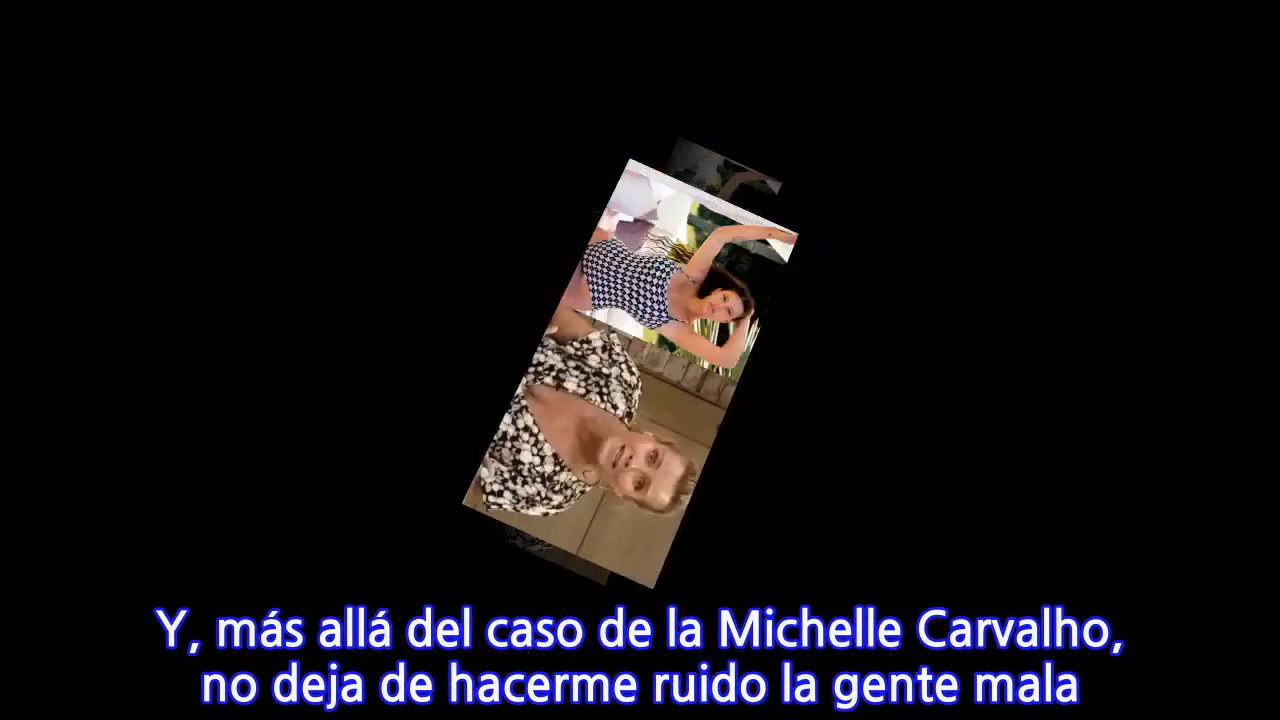 Y, más allá del caso de la Michelle Carvalho,
no deja de hacerme ruido la gente mala